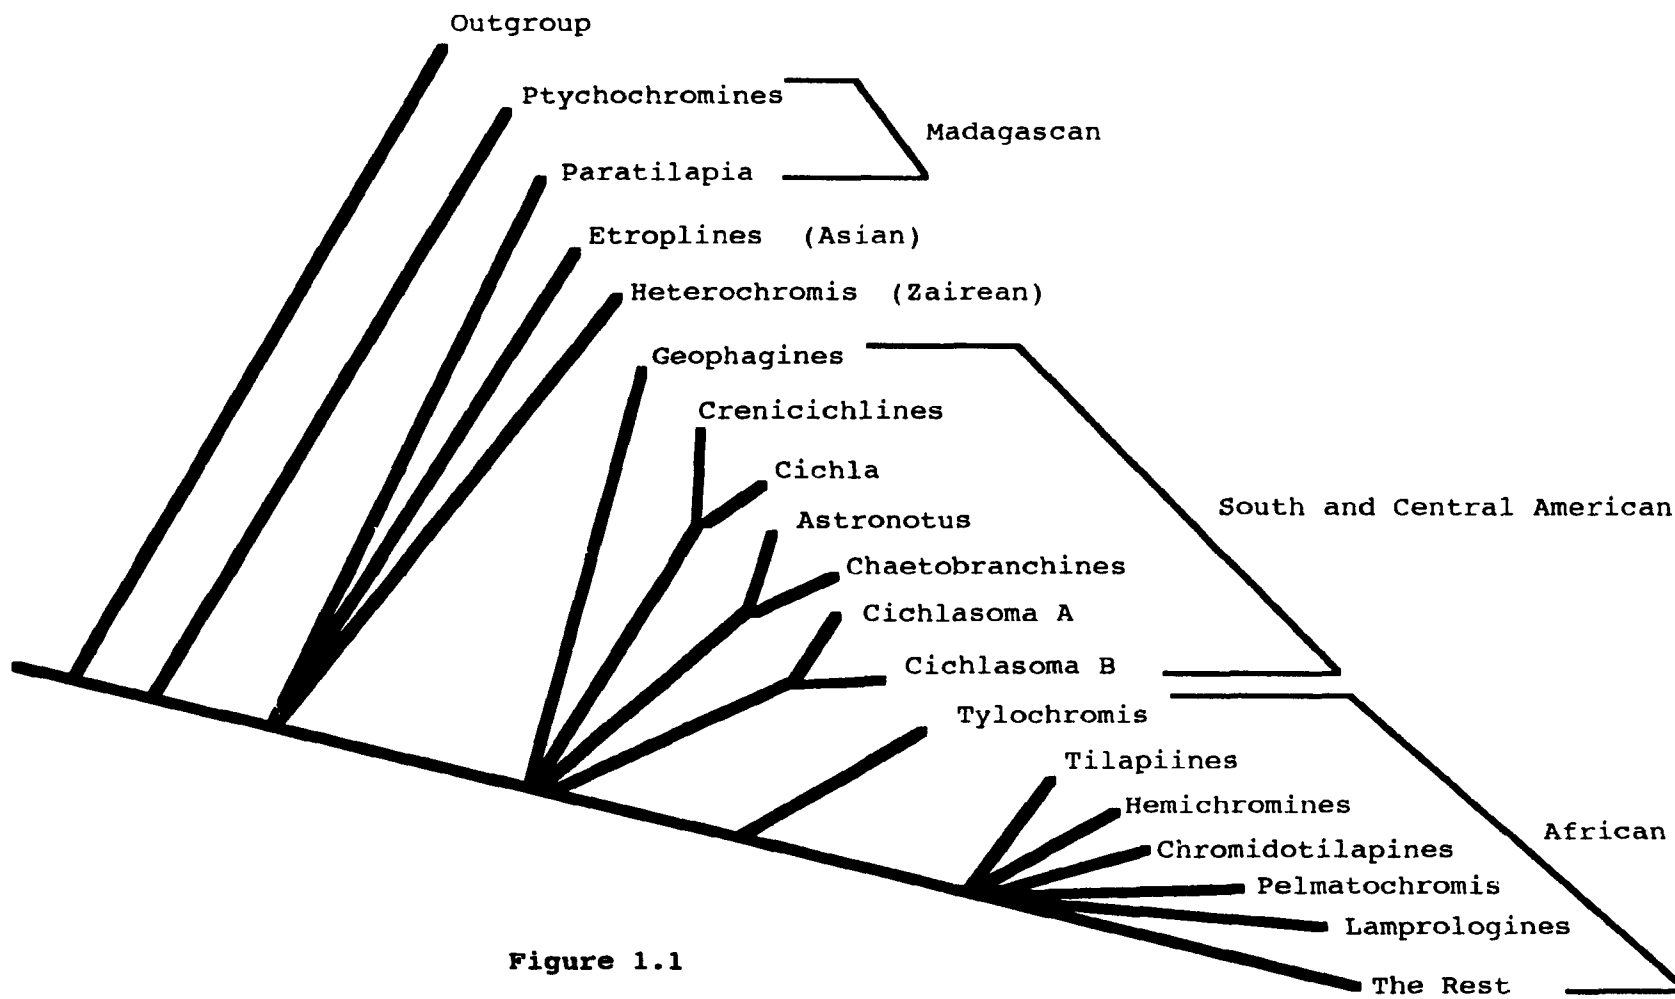 Outgroup
Ptychochromines
Madagascan
Paratilapia
Etroplines (Asian)
Heterochromis (Zairean)
Geophagines
Crenicichlines
Cichla
South and Central American
Astronotus
Chaetobranchines
Cichlasoma A
Cichlasoma B
Tylochromis
Tilapiines
Hemichromines
African
Chromidotilapines
Pelmatochromis
Lamprologines
The Rest
Figure 1.1